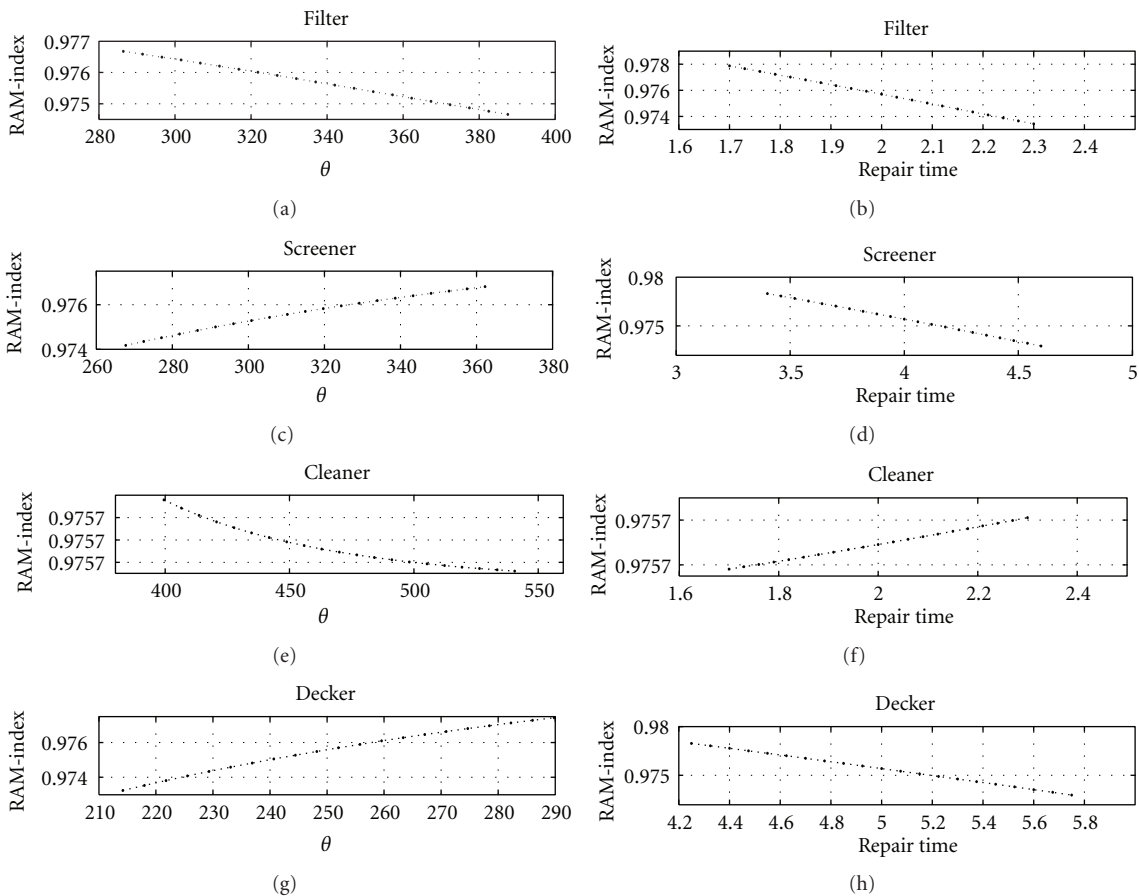 Filter
RAM-index
0.977
0.976
0.975
280 300 320 340 360 380 400
θ
(a)
Filter
RAM-index
0.978
0.976
0.974
1.6 1.7 1.8 1.9 2 2.1 2.2 2.3 2.4
Repair time
(b)
Screener
RAM-index
0.976
0.974
260 280 300 320 340 360 380
θ
(c)
Screener
RAM-index
0.98
0.975
3 3.5 4 4.5 5
Repair time
(d)
Cleaner
RAM-index
0.9757
0.9757
0.9757
400 450 500 550
θ
(e)
Cleaner
RAM-index
0.9757
0.9757
1.6 1.8 2 2.2 2.4
Repair time
(f)
Decker
RAM-index
0.976
0.974
210 220 230 240 250 260 270 280 290
θ
(g)
Decker
RAM-index
0.98
0.975
4.2 4.4 4.6 4.8 5 5.2 5.4 5.6 5.8
Repair time
(h)